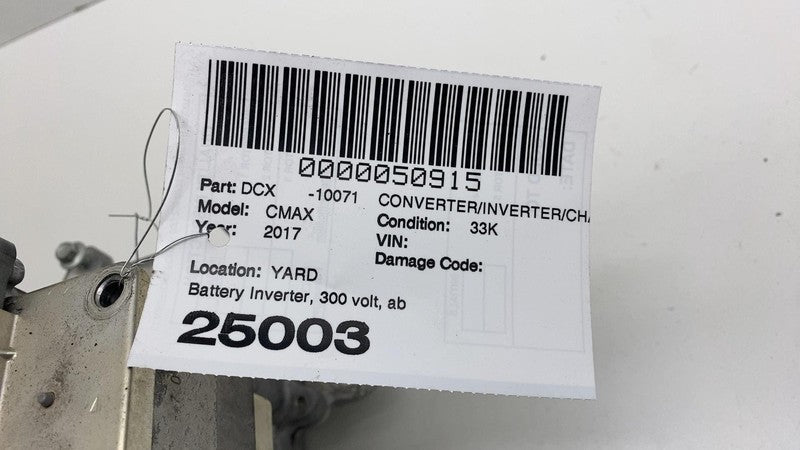 0000050915
Part: DCX -10071 CONVERTER/INVERTER/CHA
Model: CMAX Condition: 33K
Year: 2017 VIN:
Damage Code:
Location: YARD
Battery Inverter, 300 volt, ab
25003